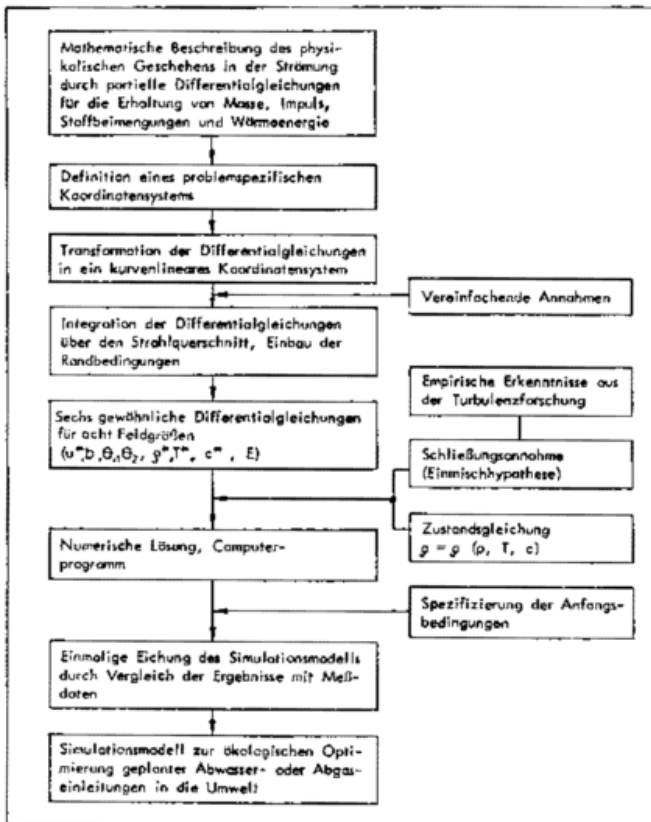 Mathematische Beschreibung des physi-
kalischen Geschehens in der Strömung
durch partielle Differentialgleichungen
für die Erhaltung von Masse, Impuls,
Stoffbeimengungen und Wärmeenergie
Definition eines problemspezifischen
Koordinatensystems
Transformation der Differentialgleichungen
in ein kurvenlineares Koordinatensystem
Vereinfachende Annahmen
Integration der Differentialgleichungen
über den Strahlquerschnitt, Einbau der
Randbedingungen
Empirische Erkenntnisse aus
der Turbulenzforschung
Sechs gewöhnliche Differentialgleichungen
für acht Feldgrößen
(u*, b, Θ₁, Θ₂, ρ*, T*, c*, E)
Schließungsannahme
(Einmischhypothese)
Zustandsgleichung
ρ = ρ (p, T, c)
Numerische Lösung, Computer-
programm
Spezifizierung der Anfangs-
bedingungen
Einmalige Eichung des Simulationsmodells
durch Vergleich der Ergebnisse mit Meß-
daten
Simulationsmodell zur ökologischen Opti-
mierung geplanter Abwasser- oder Abgas-
einleitungen in die Umwelt